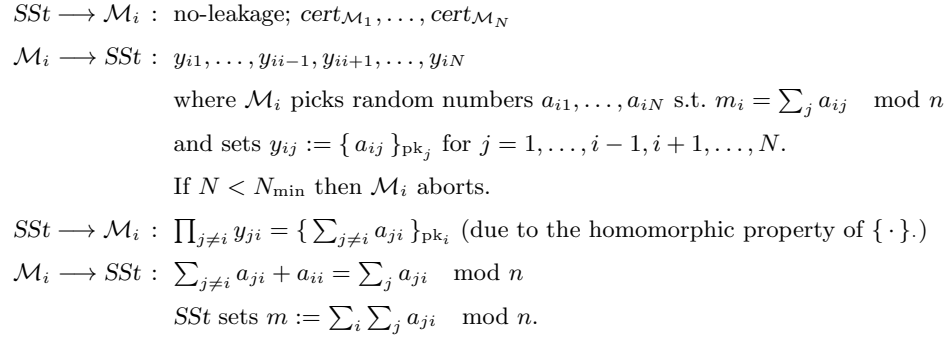 SSt ⟶ ℳ_i : no-leakage; cert_{ℳ_1}, …, cert_{ℳ_N}
ℳ_i ⟶ SSt : y_{i1}, …, y_{ii−1}, y_{ii+1}, …, y_{iN}
where ℳ_i picks random numbers a_{i1}, …, a_{iN} s.t. m_i = ∑_j a_{ij} mod n
and sets y_{ij} := { a_{ij} }_{pk_j} for j = 1, …, i − 1, i + 1, …, N.
If N < N_{min} then ℳ_i aborts.
SSt ⟶ ℳ_i : ∏_{j≠i} y_{ji} = { ∑_{j≠i} a_{ji} }_{pk_i} (due to the homomorphic property of { · }.)
ℳ_i ⟶ SSt : ∑_{j≠i} a_{ji} + a_{ii} = ∑_j a_{ji} mod n
SSt sets m := ∑_i ∑_j a_{ji} mod n.